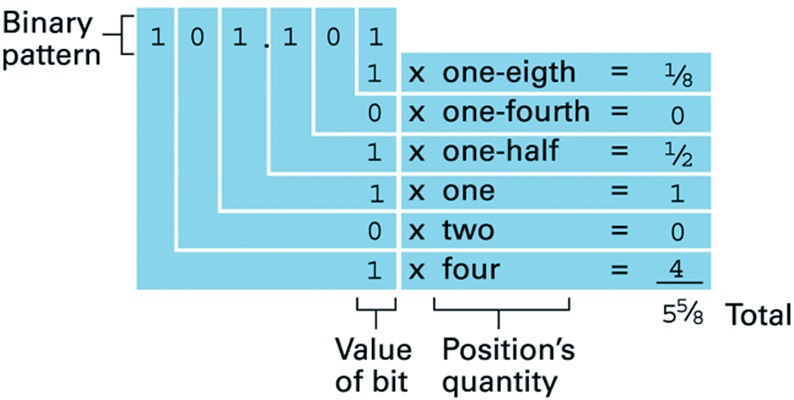 Binary
pattern
1 0 1 . 1 0 1
1 x one-eigth = ⅛
0 x one-fourth = 0
1 x one-half = ½
1 x one = 1
0 x two = 0
1 x four = 4
5⅝ Total
Value
of bit
Position's
quantity